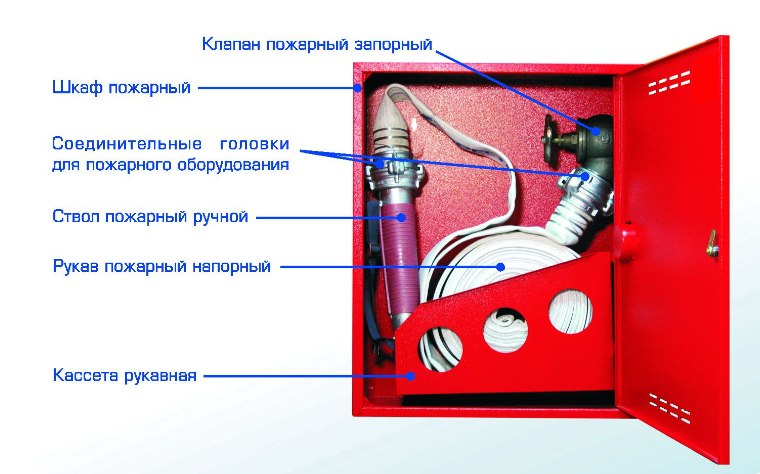 Клапан пожарный запорный
Шкаф пожарный
Соединительные головки
для пожарного оборудования
Ствол пожарный ручной
Рукав пожарный напорный
Кассета рукавная